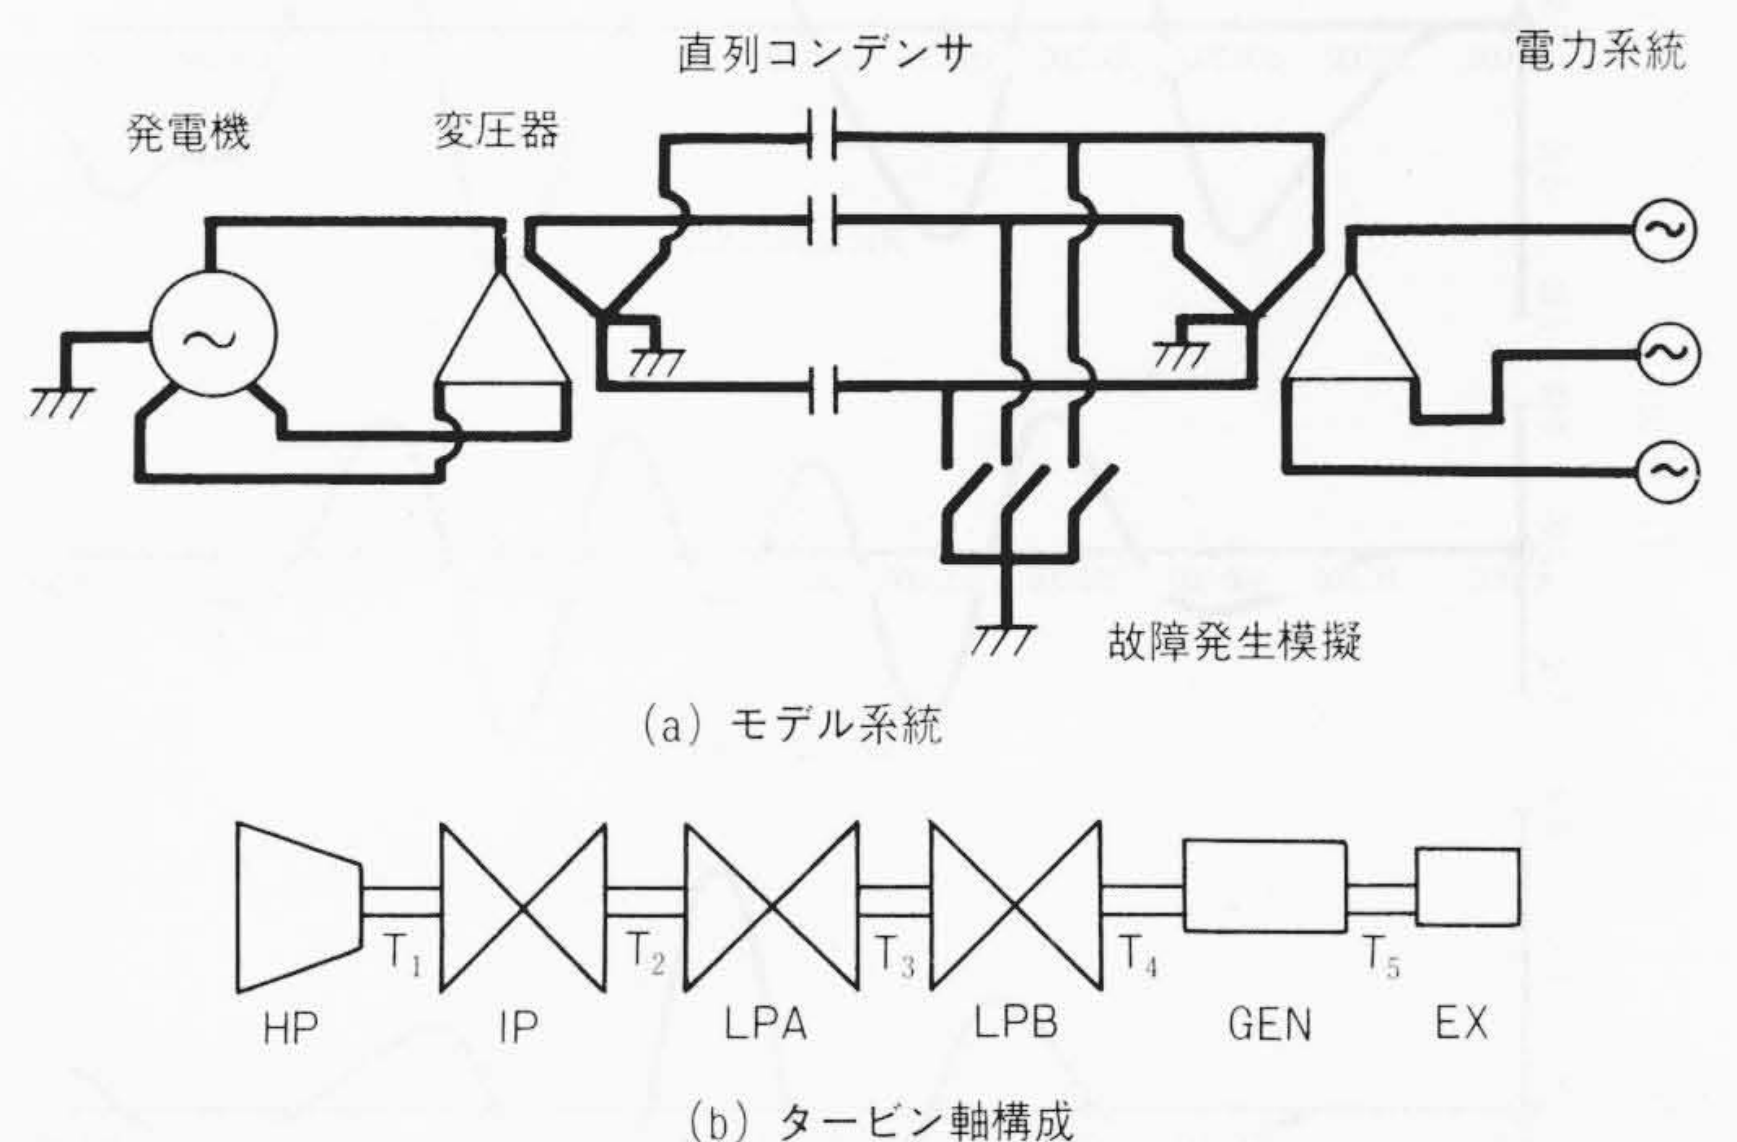 直列コンデンサ
電力系統
発電機
変圧器
故障発生模擬
(a) モデル系統
T₁
T₂
T₃
T₄
T₅
HP
IP
LPA
LPB
GEN
EX
(b) タービン軸構成